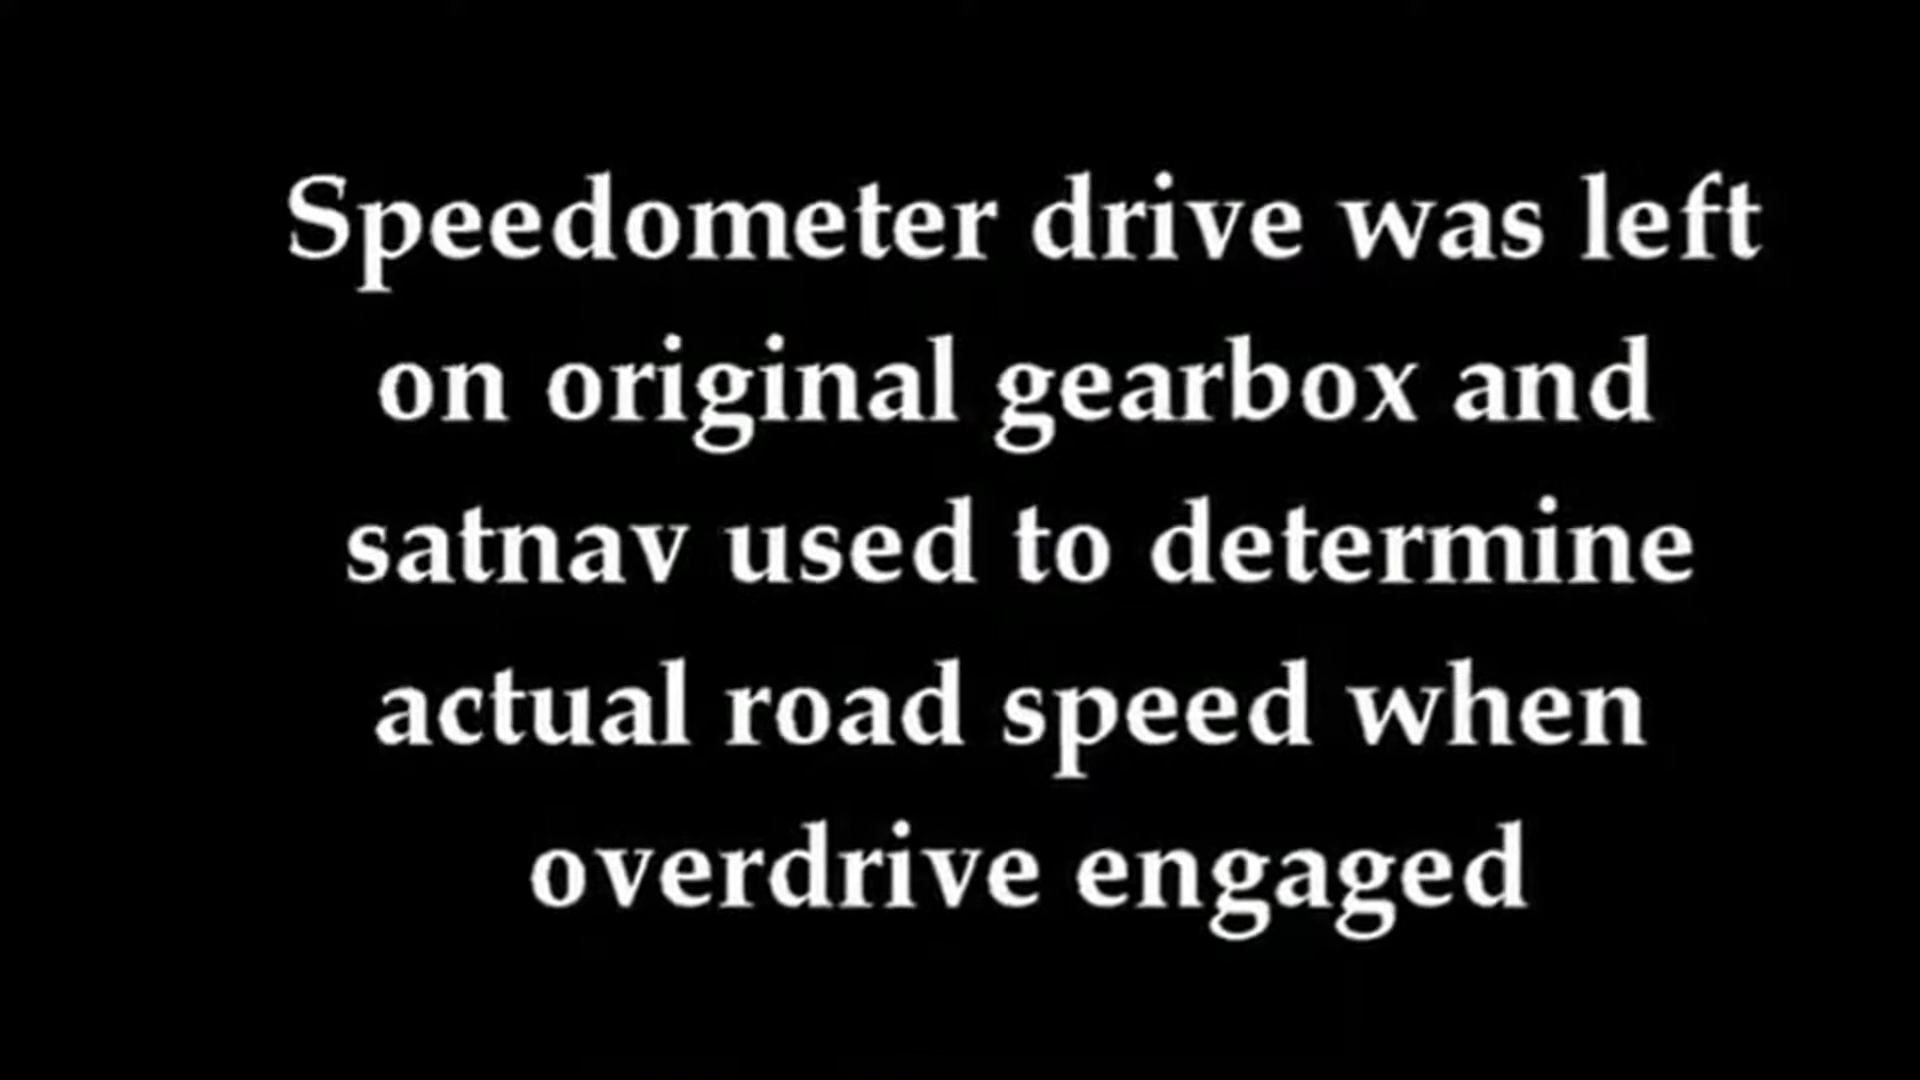 Speedometer drive was left
on original gearbox and
satnav used to determine
actual road speed when
overdrive engaged